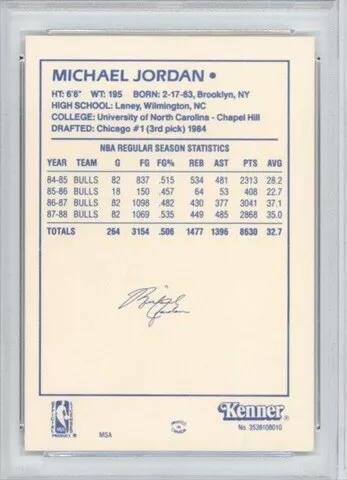 MICHAEL JORDAN •
HT: 6'6" WT: 195 BORN: 2-17-63, Brooklyn, NY
HIGH SCHOOL: Laney, Wilmington, NC
COLLEGE: University of North Carolina - Chapel Hill
DRAFTED: Chicago #1 (3rd pick) 1984
NBA REGULAR SEASON STATISTICS
YEAR TEAM G FG FG% REB AST PTS AVG
84-85 BULLS 82 837 .515 534 481 2313 28.2
85-86 BULLS 18 150 .457 64 53 408 22.7
86-87 BULLS 82 1098 .482 430 377 3041 37.1
87-88 BULLS 82 1069 .535 449 485 2868 35.0
TOTALS 264 3154 .506 1477 1396 8630 32.7
Michael
Jordan
NBA
PRODUCT
MSA
Kenner®
No. 3538108010